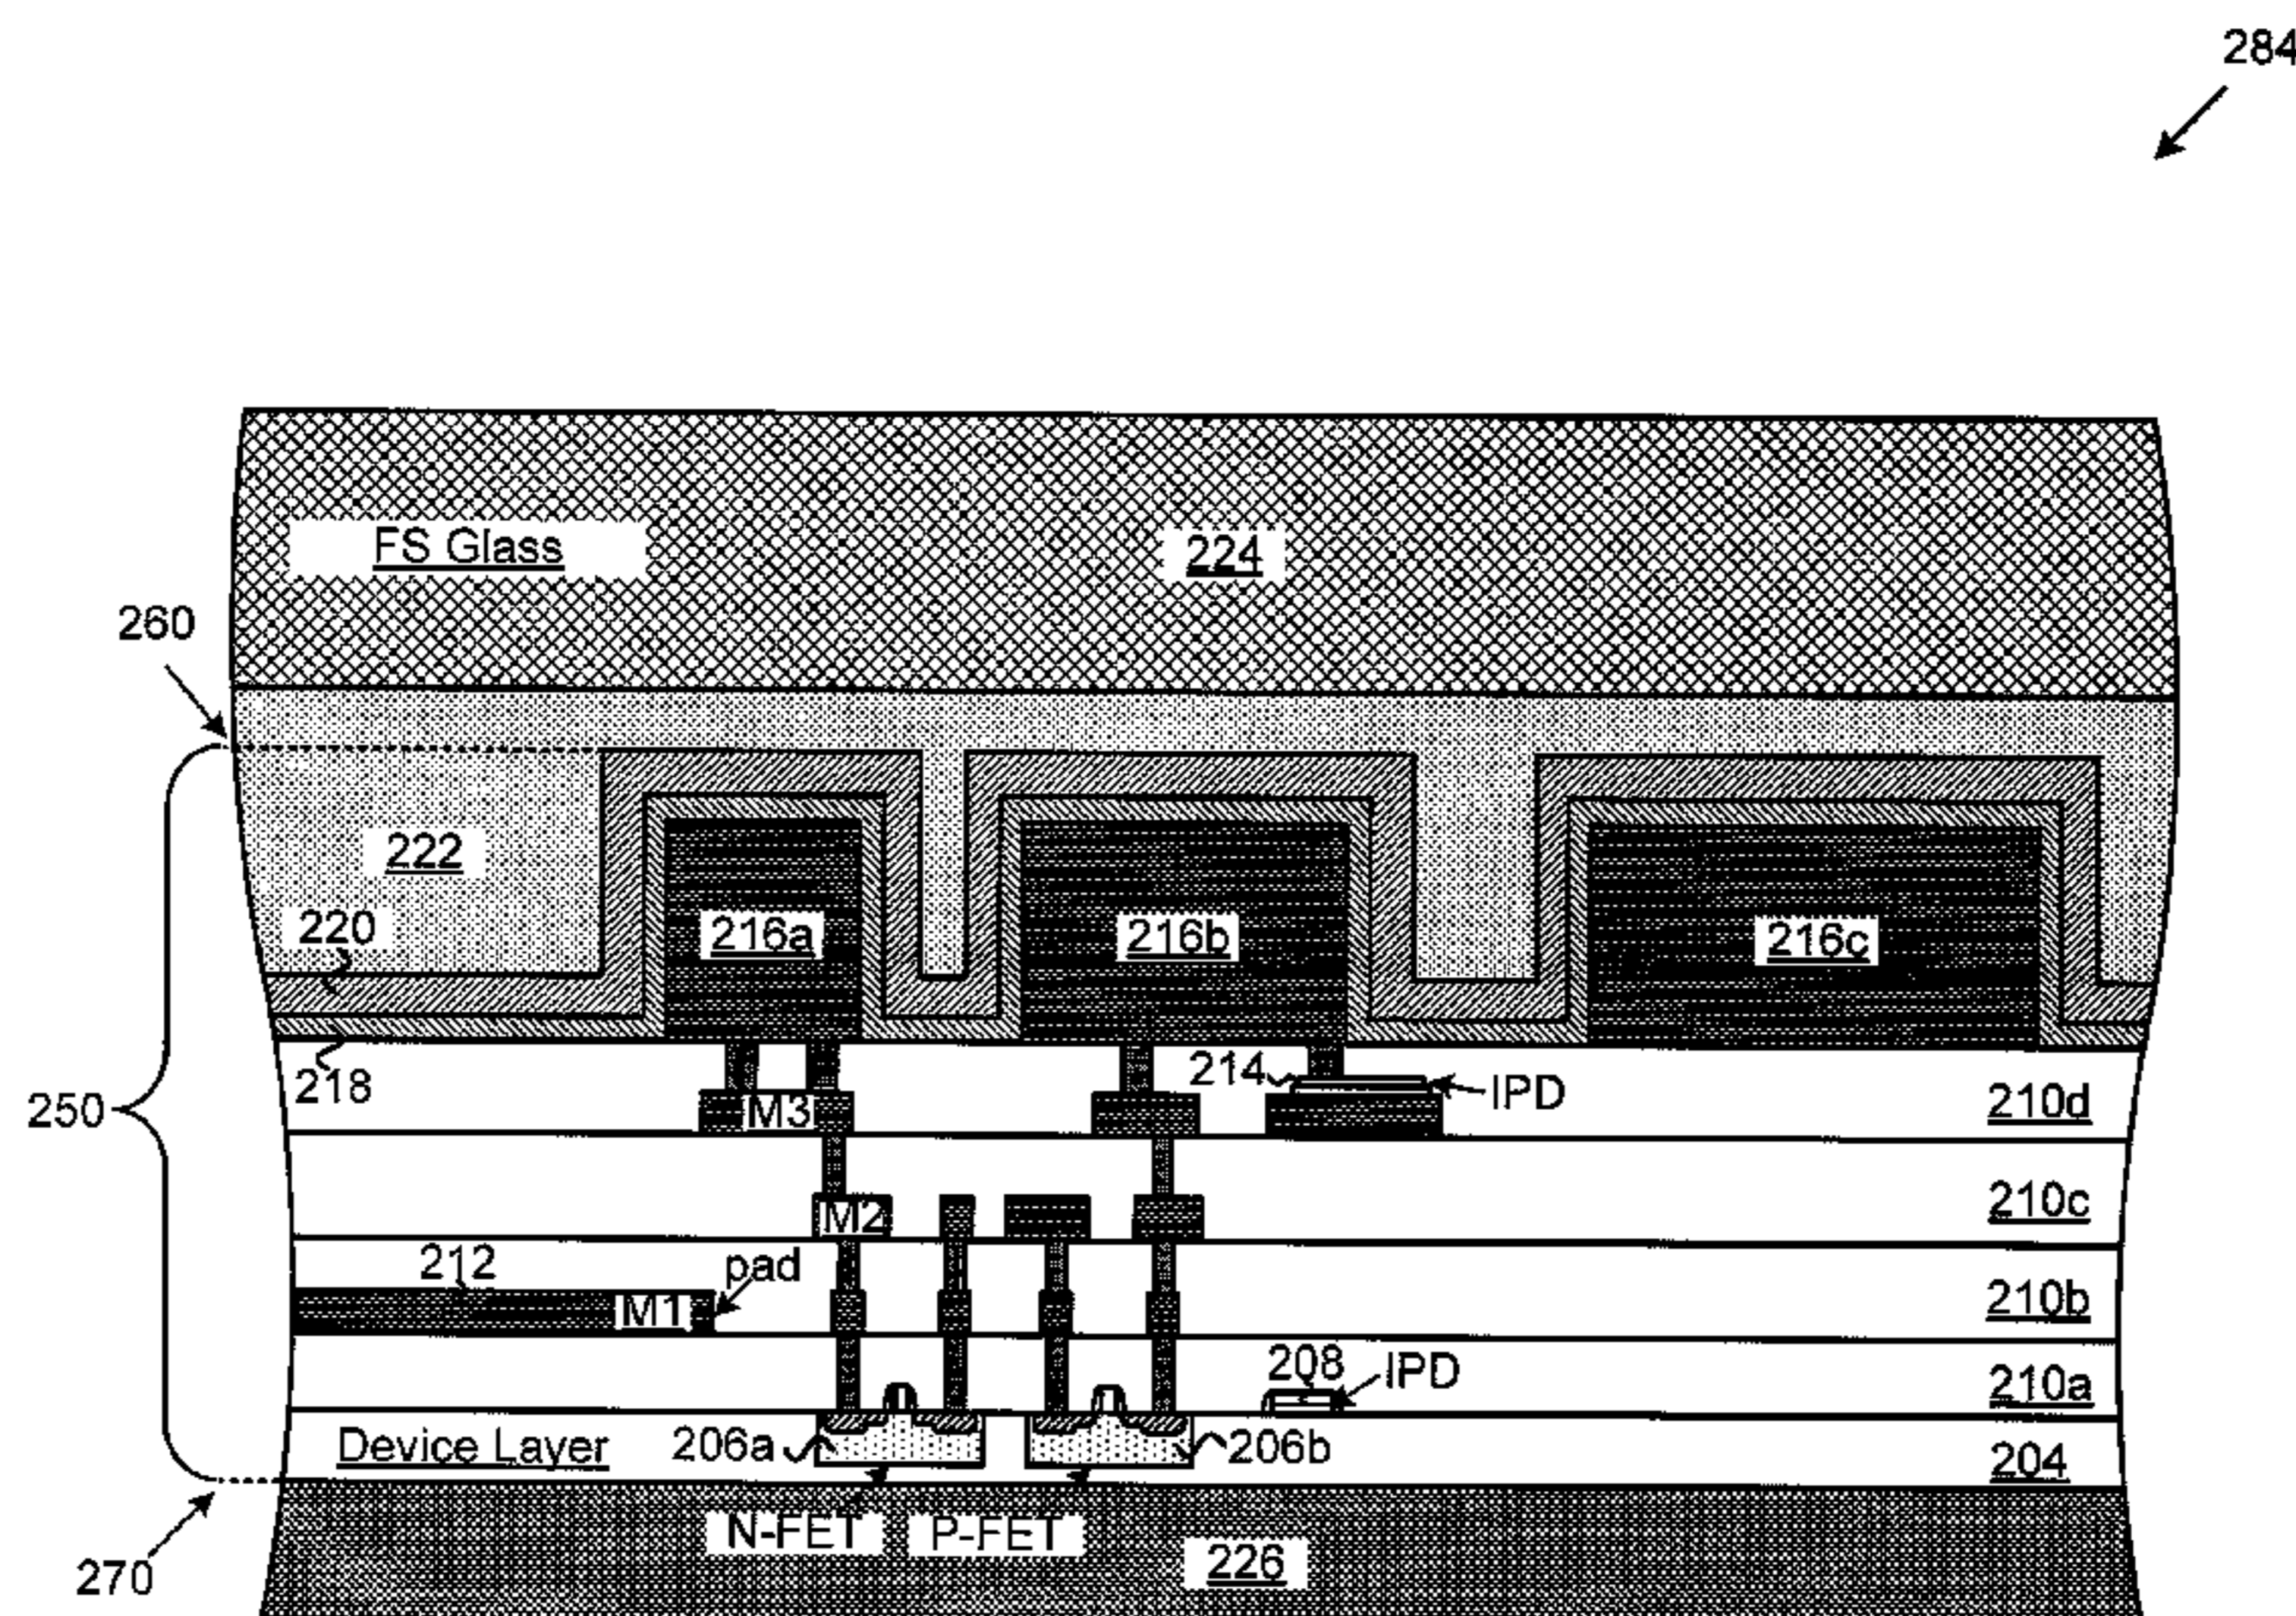 284
FS Glass
224
260
222
220
216a
216b
216c
218
214
IPD
M3
210d
250
M2
210c
212
pad
M1
210b
208
IPD
210a
Device Layer
206a
206b
204
N-FET
P-FET
226
270